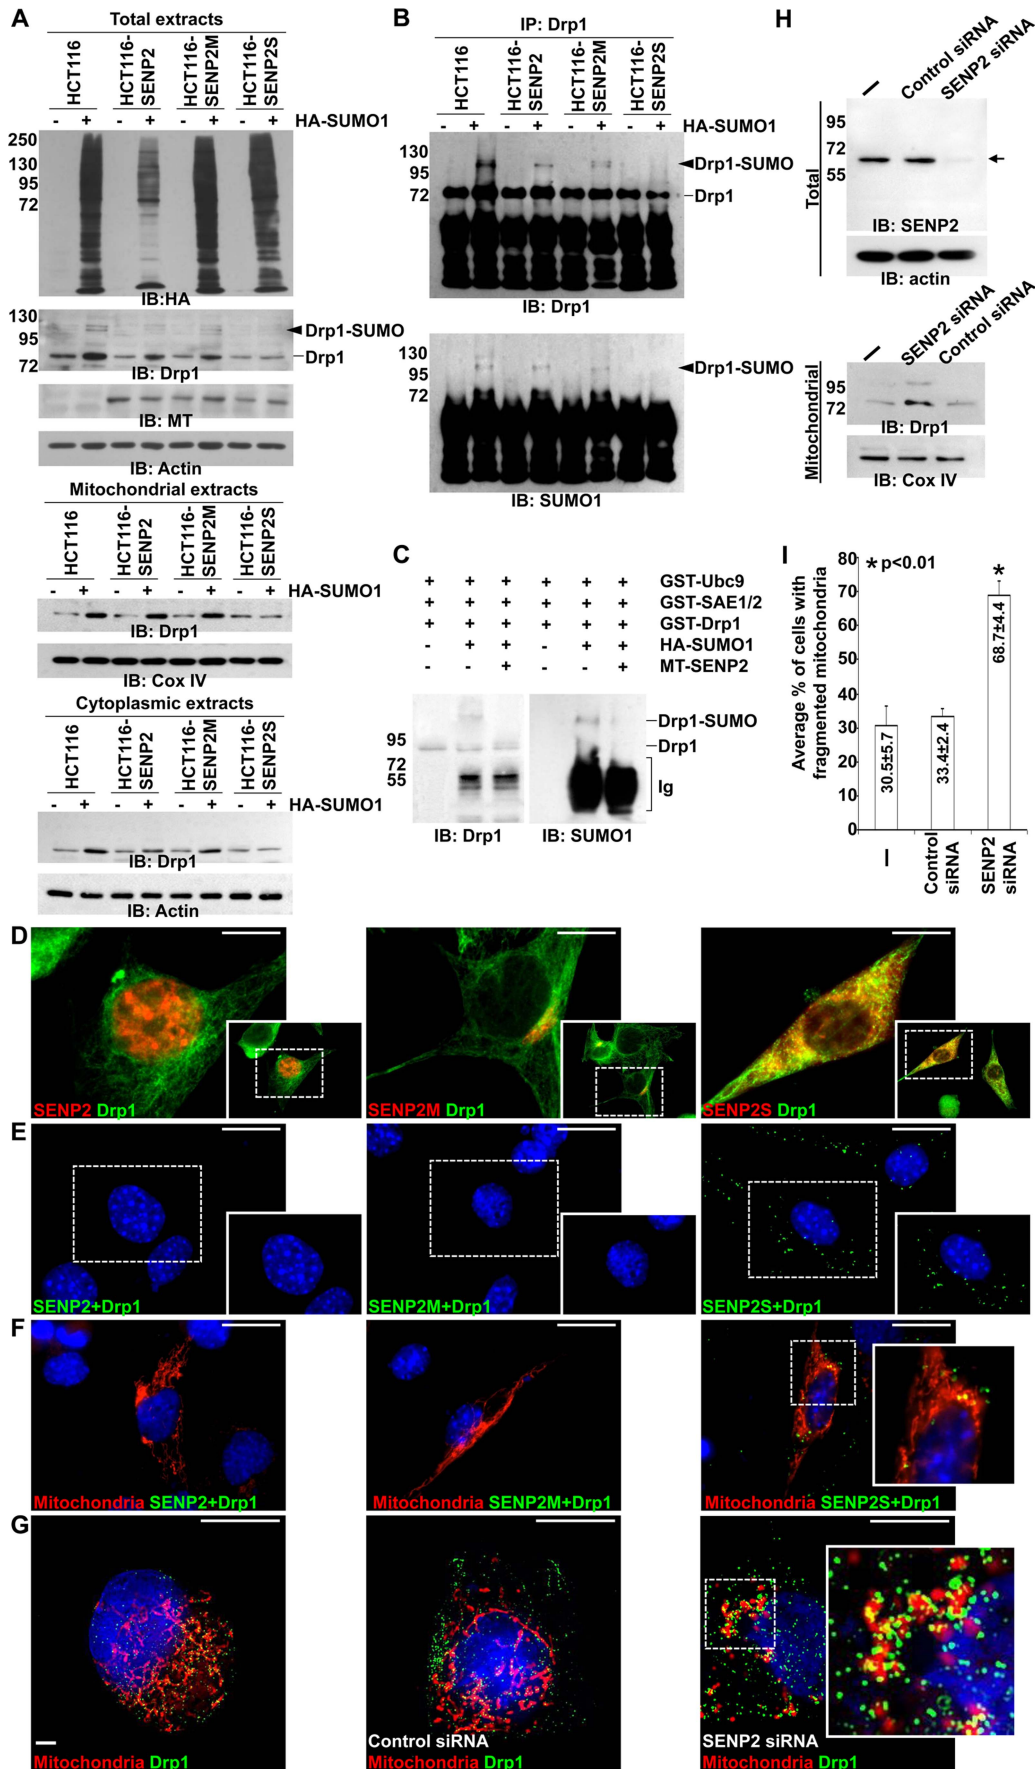 A
Total extracts
HCT116
HCT116-
SENP2
HCT116-
SENP2M
HCT116-
SENP2S
- + - + - + - + HA-SUMO1
250
130
95
72
IB:HA
130
95
72
Drp1-SUMO
Drp1
IB: Drp1
IB: MT
IB: Actin
Mitochondrial extracts
HCT116
HCT116-
SENP2
HCT116-
SENP2M
HCT116-
SENP2S
HA-SUMO1
- + - + - + - +
IB: Drp1
IB: Cox IV
Cytoplasmic extracts
HCT116
HCT116-
SENP2
HCT116-
SENP2M
HCT116-
SENP2S
- + - + - + - + HA-SUMO1
IB: Drp1
IB: Actin
B
IP: Drp1
HCT116
HCT116-
SENP2
HCT116-
SENP2M
HCT116-
SENP2S
- + - + - + - + HA-SUMO1
130
95
72
Drp1-SUMO
Drp1
IB: Drp1
130
95
72
Drp1-SUMO
IB: SUMO1
C
+ + + + + + GST-Ubc9
+ + + + + + GST-SAE1/2
+ + + + + + GST-Drp1
- + + - + + HA-SUMO1
- - + - - + MT-SENP2
Drp1-SUMO
Drp1
95
72
55
Ig
IB: Drp1
IB: SUMO1
H
–
Control siRNA
SENP2 siRNA
Total
95
72
55
IB: SENP2
IB: actin
–
SENP2 siRNA
Control siRNA
Mitochondrial
95
72
IB: Drp1
IB: Cox IV
I
Average % of cells with
fragmented mitochondria
80
70
60
50
40
30
20
10
0
* p<0.01
*
30.5±5.7
33.4±2.4
68.7±4.4
–
Control
siRNA
SENP2
siRNA
D
SENP2 Drp1
SENP2M Drp1
SENP2S Drp1
E
SENP2+Drp1
SENP2M+Drp1
SENP2S+Drp1
F
Mitochondria SENP2+Drp1
Mitochondria SENP2M+Drp1
Mitochondria SENP2S+Drp1
G
Mitochondria Drp1
Control siRNA
Mitochondria Drp1
SENP2 siRNA
Mitochondria Drp1